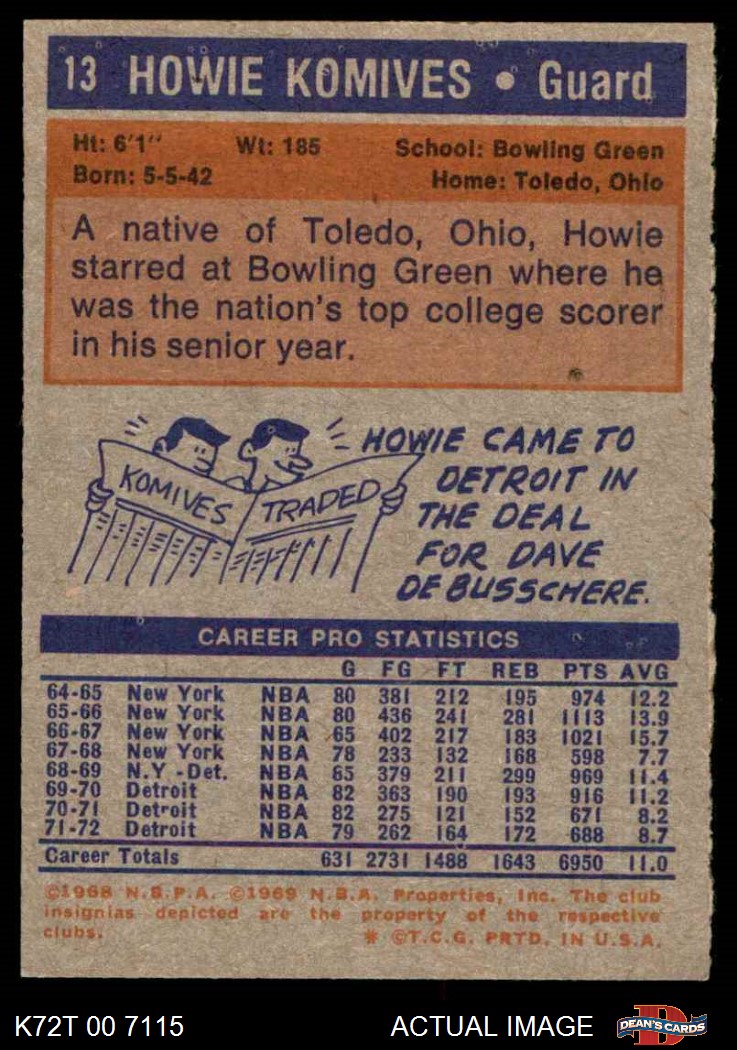 13 HOWIE KOMIVES • Guard
Ht: 6'1" Wt: 185 School: Bowling Green
Born: 5-5-42 Home: Toledo, Ohio
A native of Toledo, Ohio, Howie
starred at Bowling Green where he
was the nation's top college scorer
in his senior year.
KOMIVES TRADED
HOWIE CAME TO
DETROIT IN
THE DEAL
FOR DAVE
DE BUSSCHERE.
CAREER PRO STATISTICS
G FG FT REB PTS AVG
64-65 New York NBA 80 381 212 195 974 12.2
65-66 New York NBA 80 436 241 281 1113 13.9
66-67 New York NBA 65 402 217 183 1021 15.7
67-68 New York NBA 78 233 132 168 598 7.7
68-69 N.Y.-Det. NBA 85 379 211 299 969 11.4
69-70 Detroit NBA 82 363 190 193 916 11.2
70-71 Detroit NBA 82 275 121 152 671 8.2
71-72 Detroit NBA 79 262 164 172 688 8.7
Career Totals 631 2731 1488 1643 6950 11.0
©1968 N.B.P.A. ©1969 N.B.A. Properties, Inc. The club
insignias depicted are the property of the respective
clubs. * ©T.C.G. PRTD. IN U.S.A.
K72T 00 7115 ACTUAL IMAGE DEAN'S CARDS